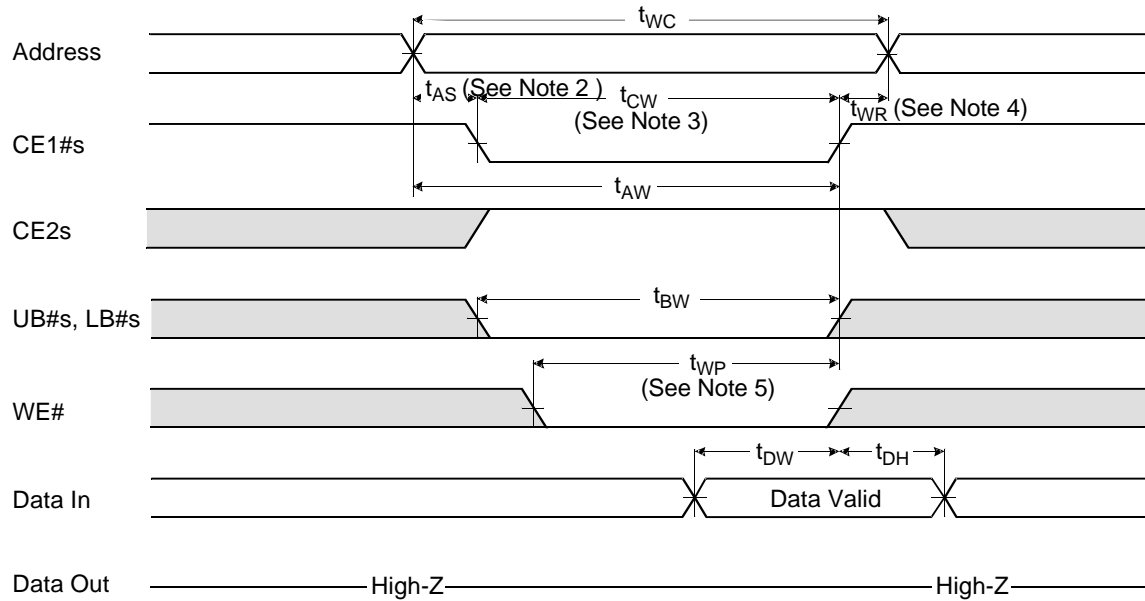 tWC
Address
tAS (See Note 2 )
tCW
(See Note 3)
tWR (See Note 4)
CE1#s
tAW
CE2s
tBW
UB#s, LB#s
tWP
(See Note 5)
WE#
tDW
tDH
Data In
Data Valid
Data Out
High-Z
High-Z